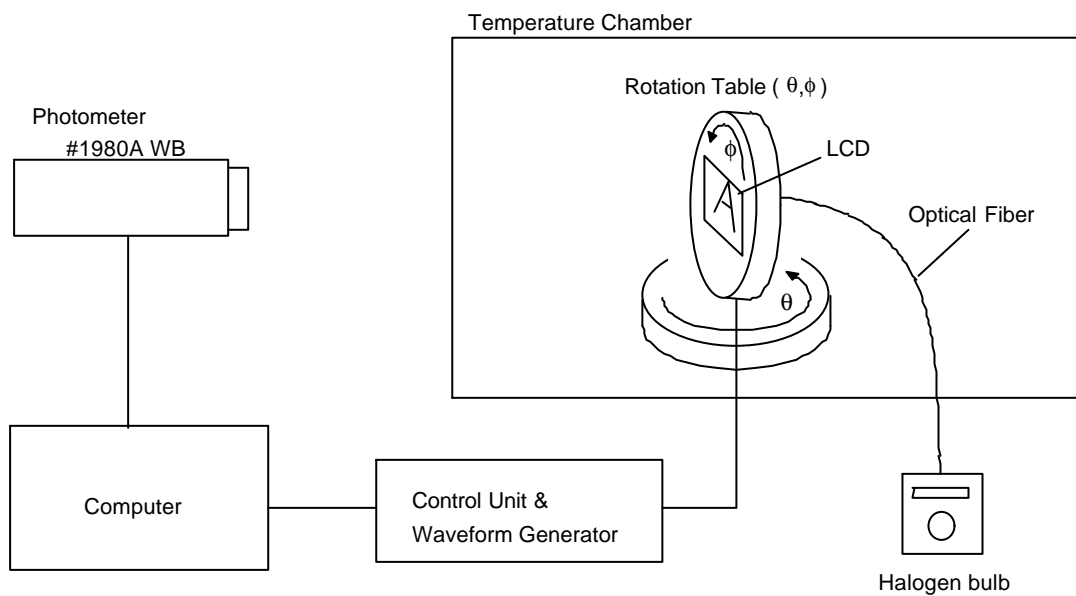 Temperature Chamber
Rotation Table ( θ,ϕ )
Photometer
#1980A WB
ϕ
LCD
A
Optical Fiber
θ
Computer
Control Unit &
Waveform Generator
Halogen bulb